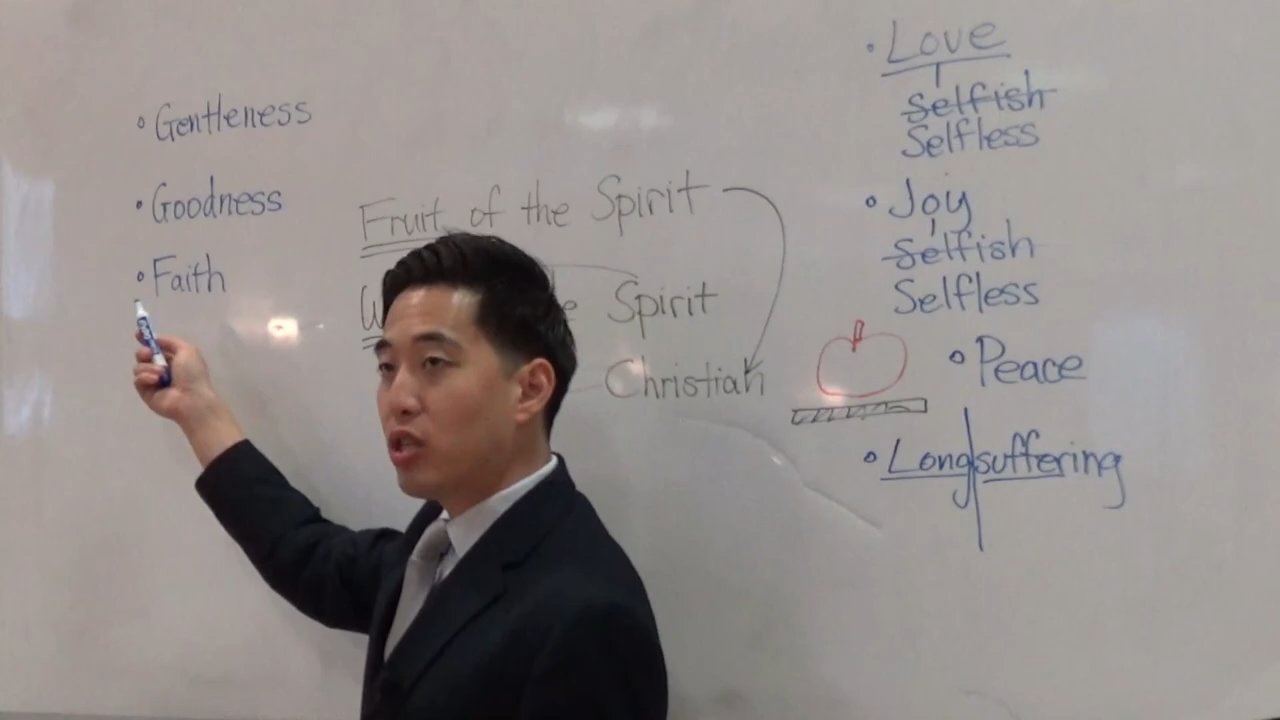 • Gentleness
• Goodness
• Faith
Fruit of the Spirit
Spirit
Christian
• Love
Selfish
Selfless
• Joy
Selfish
Selfless
• Peace
• Longsuffering